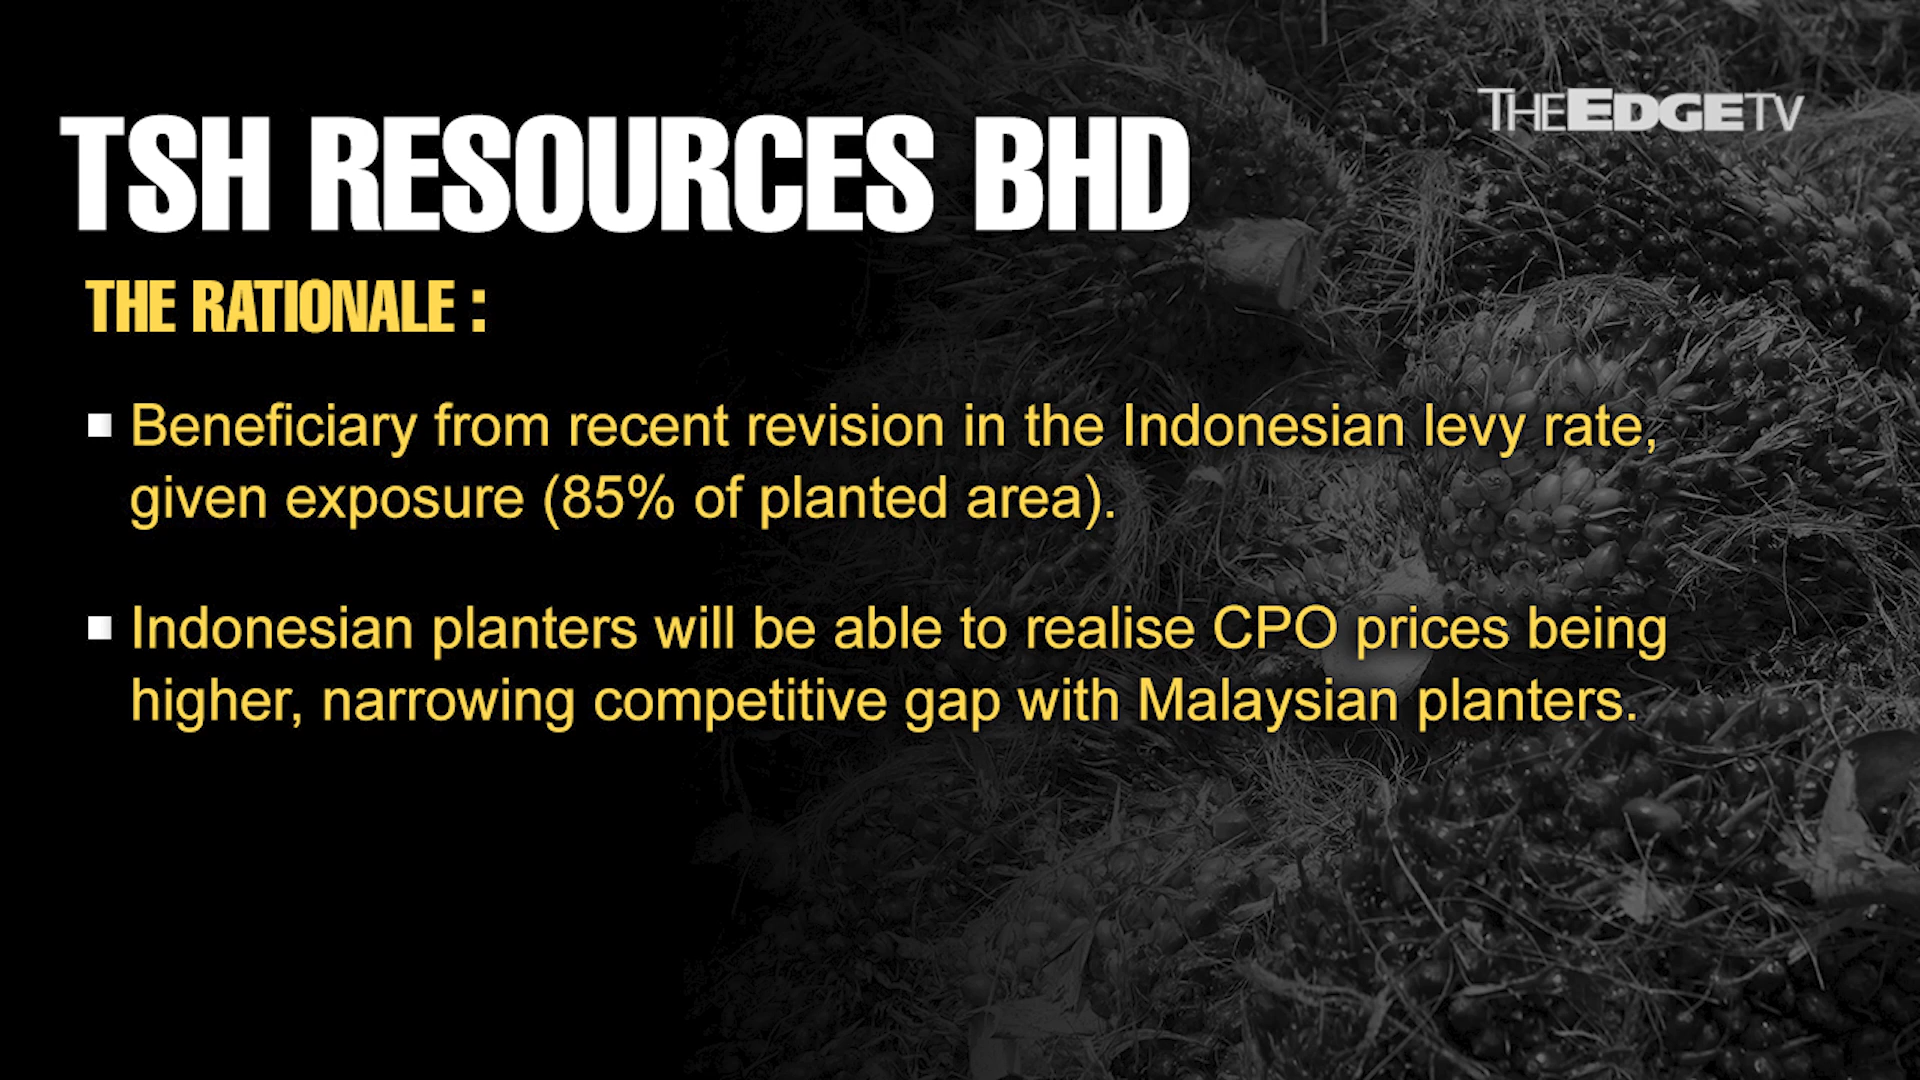 THEEDGETV
TSH RESOURCES BHD
THE RATIONALE :
Beneficiary from recent revision in the Indonesian levy rate,
given exposure (85% of planted area).
Indonesian planters will be able to realise CPO prices being
higher, narrowing competitive gap with Malaysian planters.